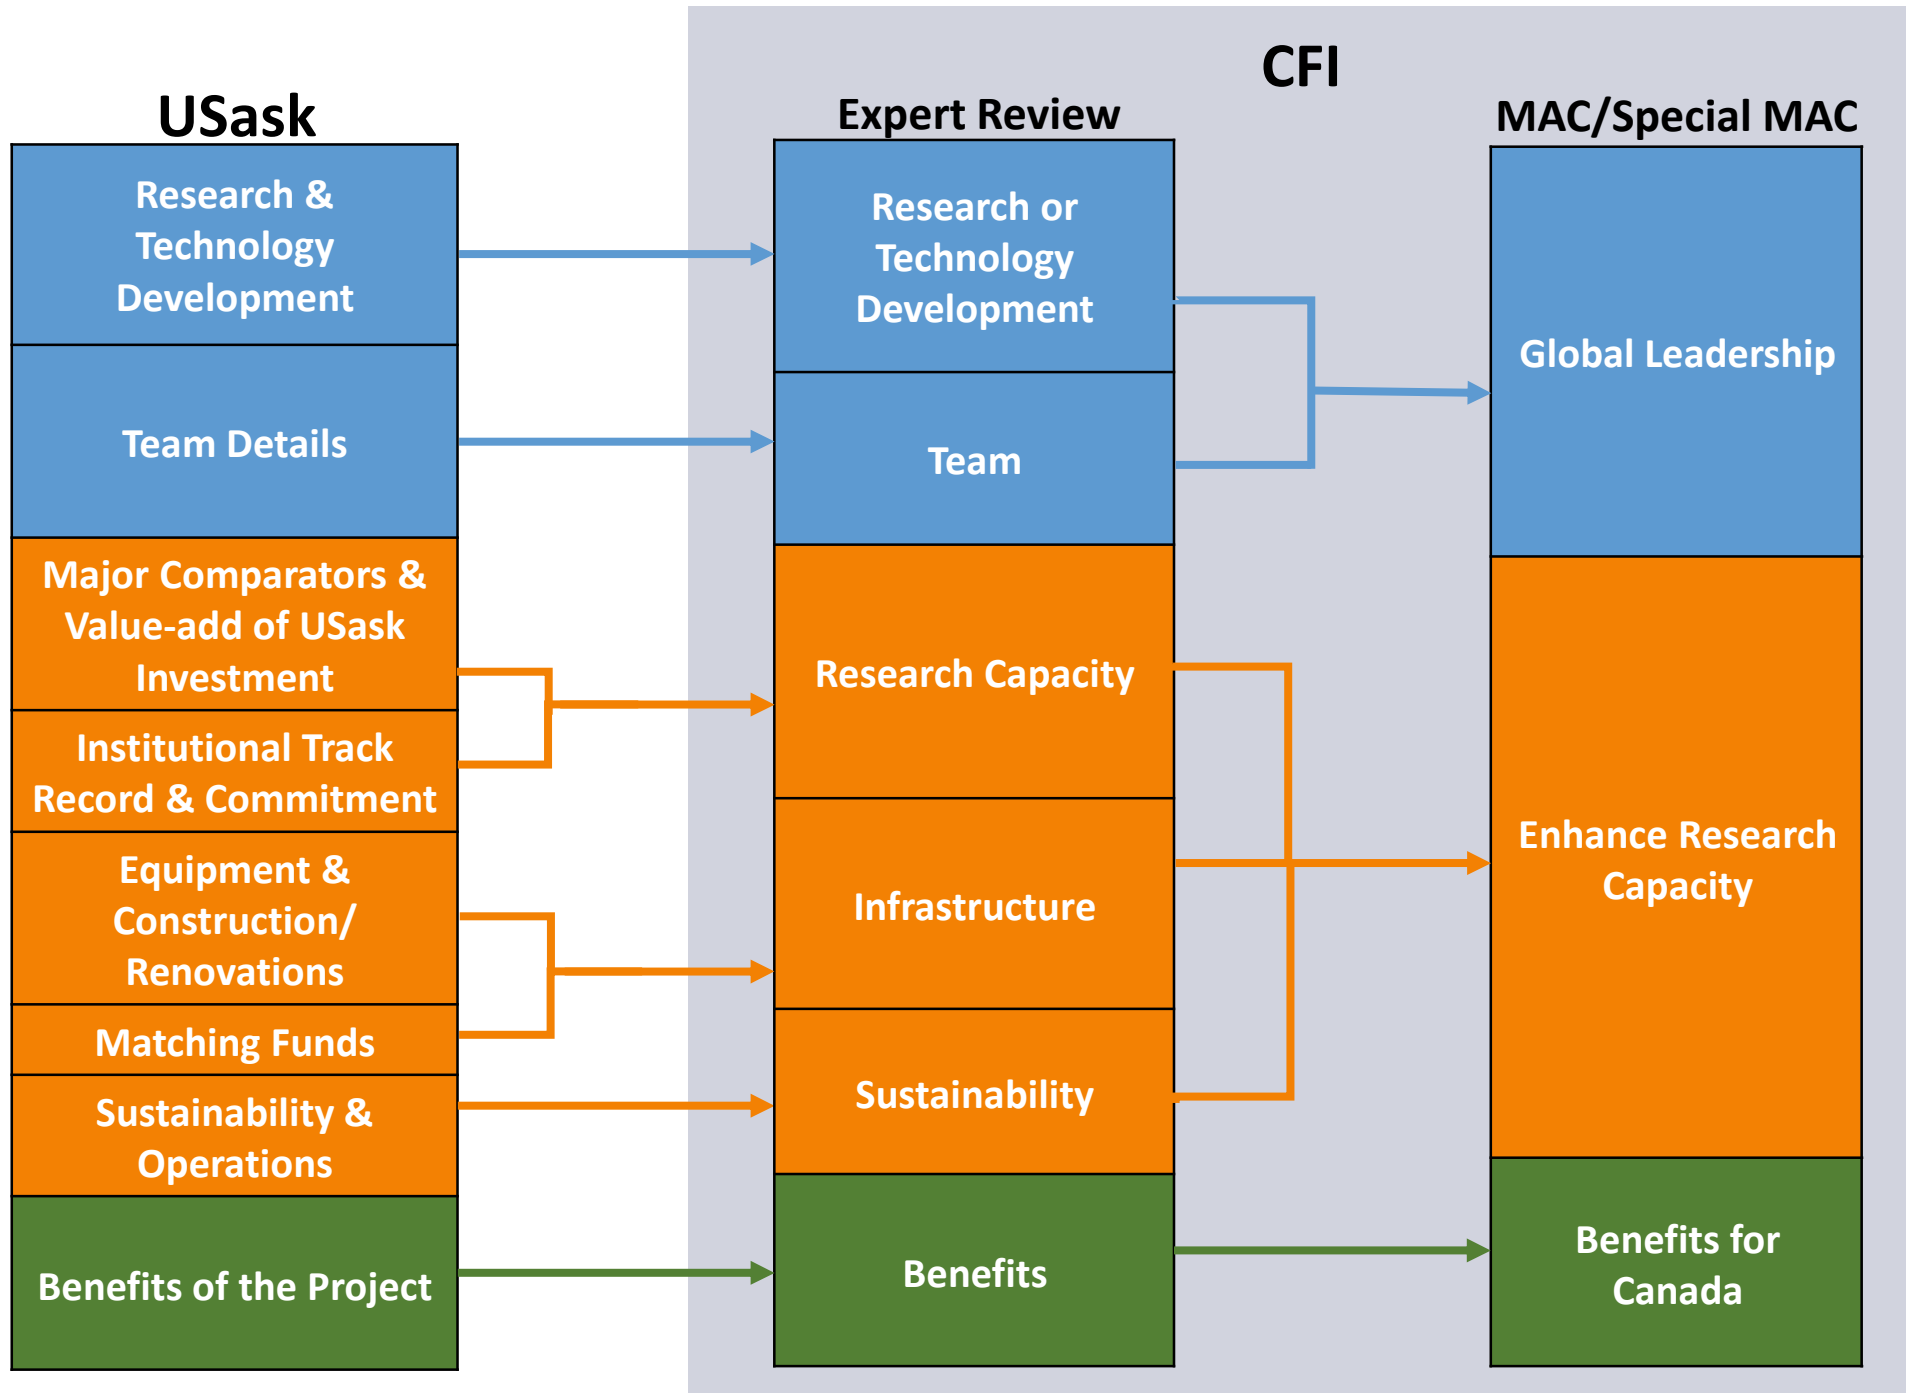 CFI
USask
Expert Review
MAC/Special MAC
Research &
Technology
Development
Team Details
Major Comparators &
Value-add of USask
Investment
Institutional Track
Record & Commitment
Equipment &
Construction/
Renovations
Matching Funds
Sustainability &
Operations
Benefits of the Project
Research or
Technology
Development
Team
Research Capacity
Infrastructure
Sustainability
Benefits
Global Leadership
Enhance Research
Capacity
Benefits for
Canada